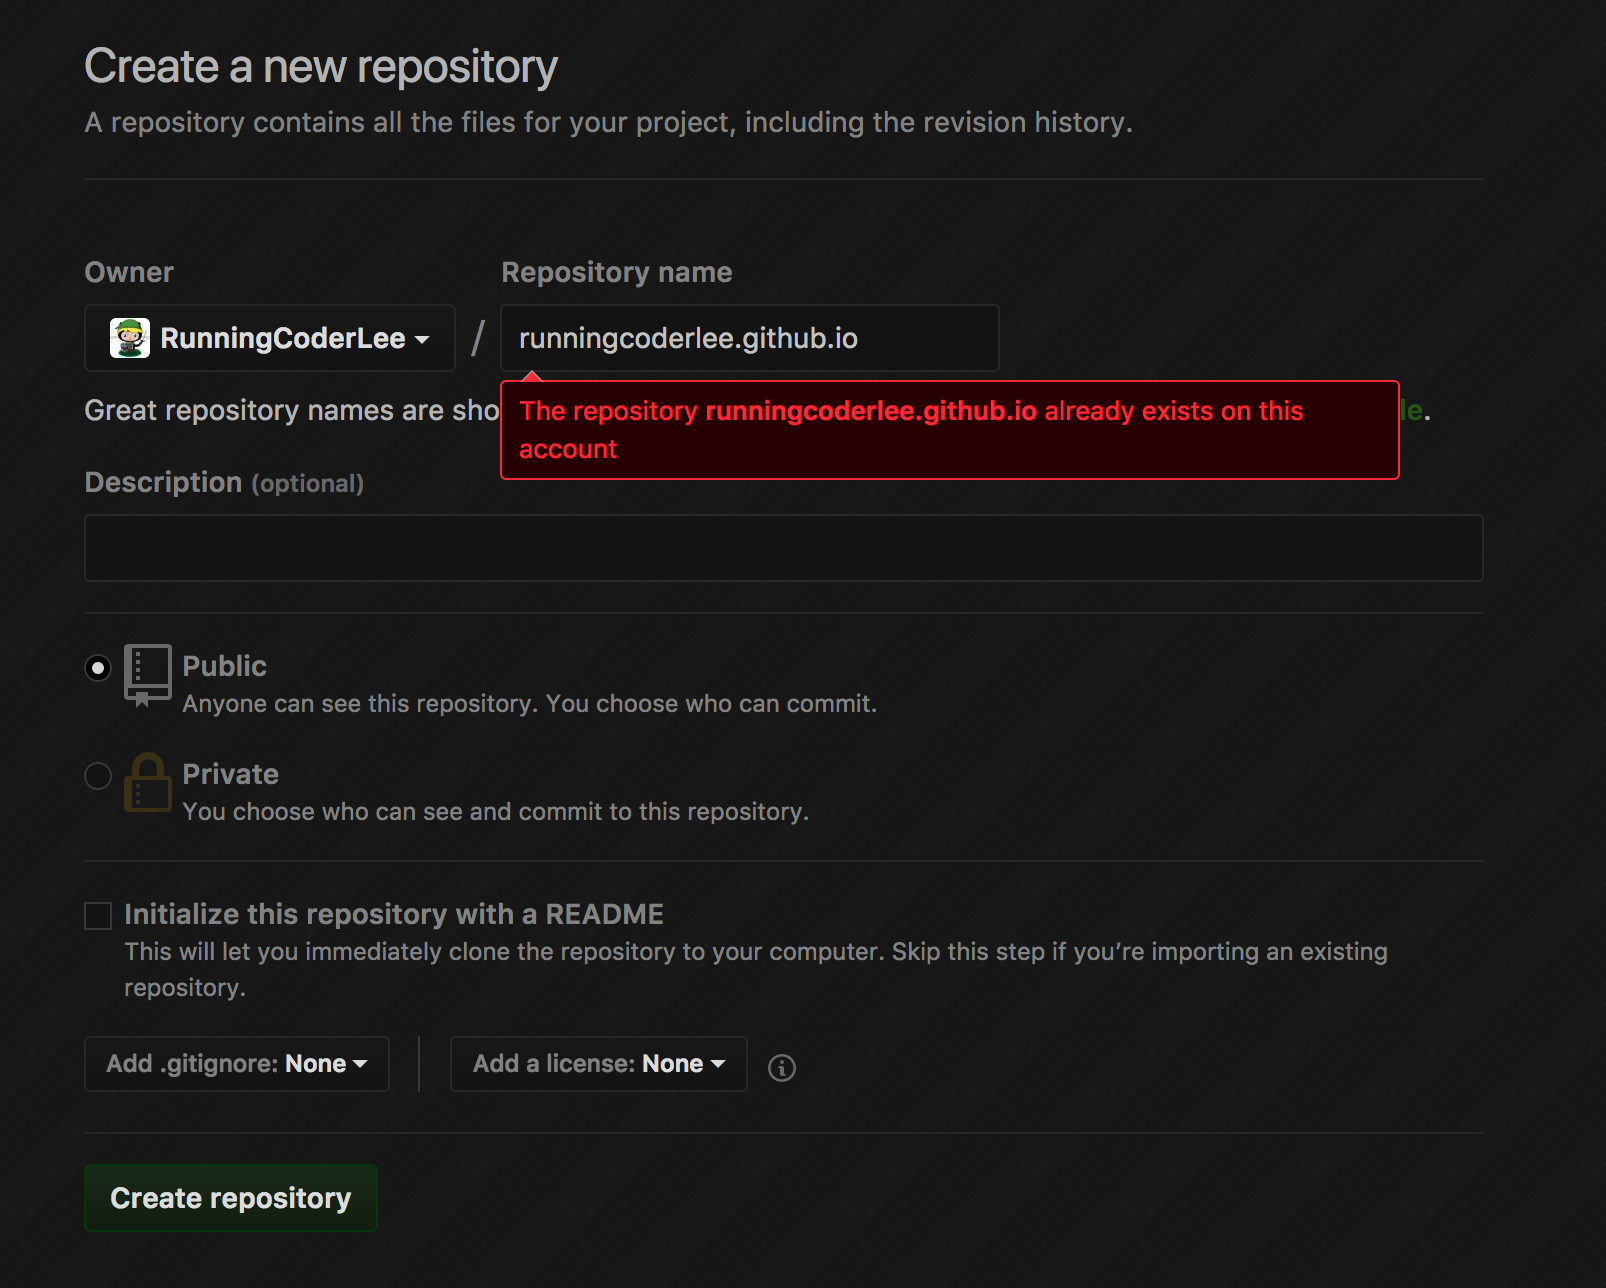 Create a new repository
A repository contains all the files for your project, including the revision history.
Owner
Repository name
RunningCoderLee
/
runningcoderlee.github.io
Great repository names are
The repository runningcoderlee.github.io already exists on this
account
Description (optional)
Public
Anyone can see this repository. You choose who can commit.
Private
You choose who can see and commit to this repository.
Initialize this repository with a README
This will let you immediately clone the repository to your computer. Skip this step if you’re importing an existing
repository.
Add .gitignore: None
Add a license: None
Create repository